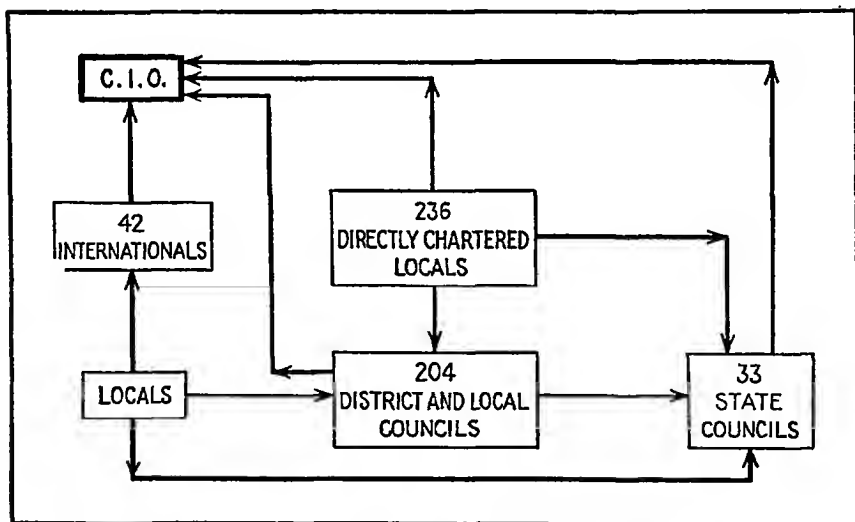 C.I.O.
42
INTERNATIONALS
236
DIRECTLY CHARTERED
LOCALS
LOCALS
204
DISTRICT AND LOCAL
COUNCILS
33
STATE
COUNCILS